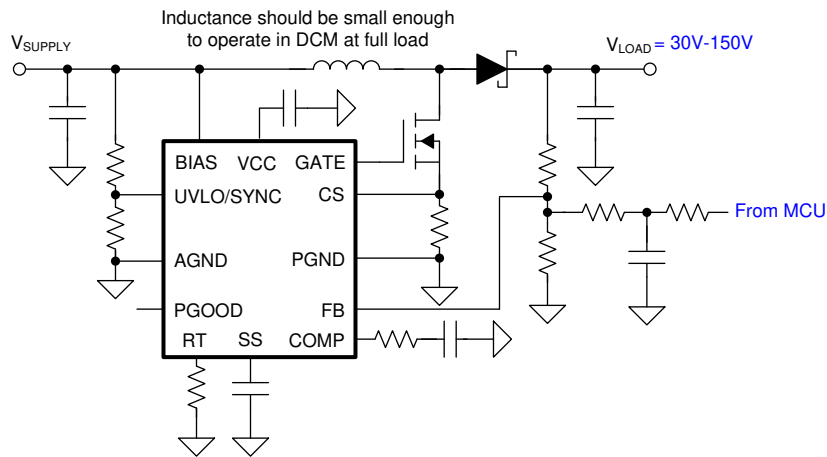 Inductance should be small enough
to operate in DCM at full load
VSUPPLY
VLOAD = 30V-150V
BIAS VCC GATE
UVLO/SYNC CS
From MCU
AGND PGND
PGOOD FB
RT SS COMP